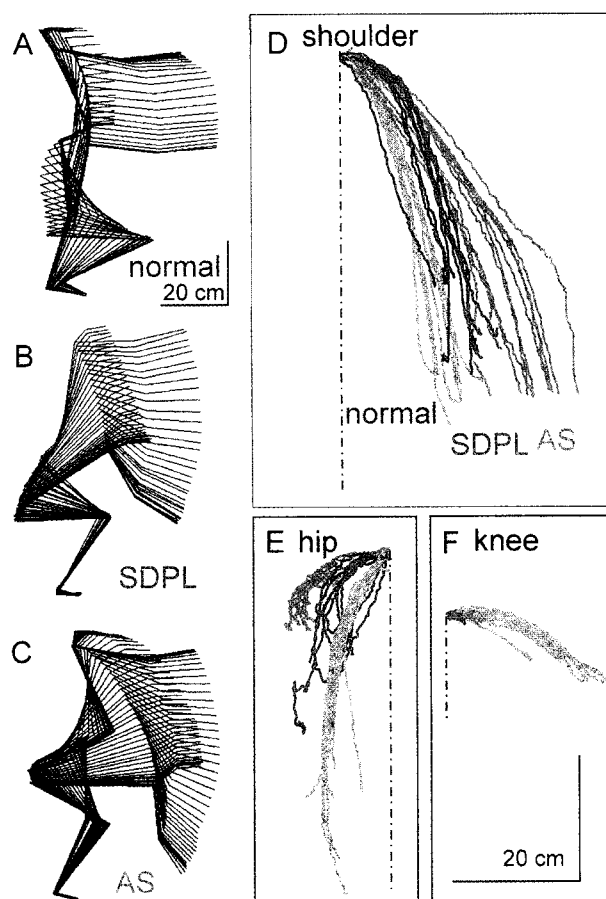 A
normal
20 cm
B
SDPL
C
AS
D shoulder
normal
SDPL AS
E hip
F knee
20 cm